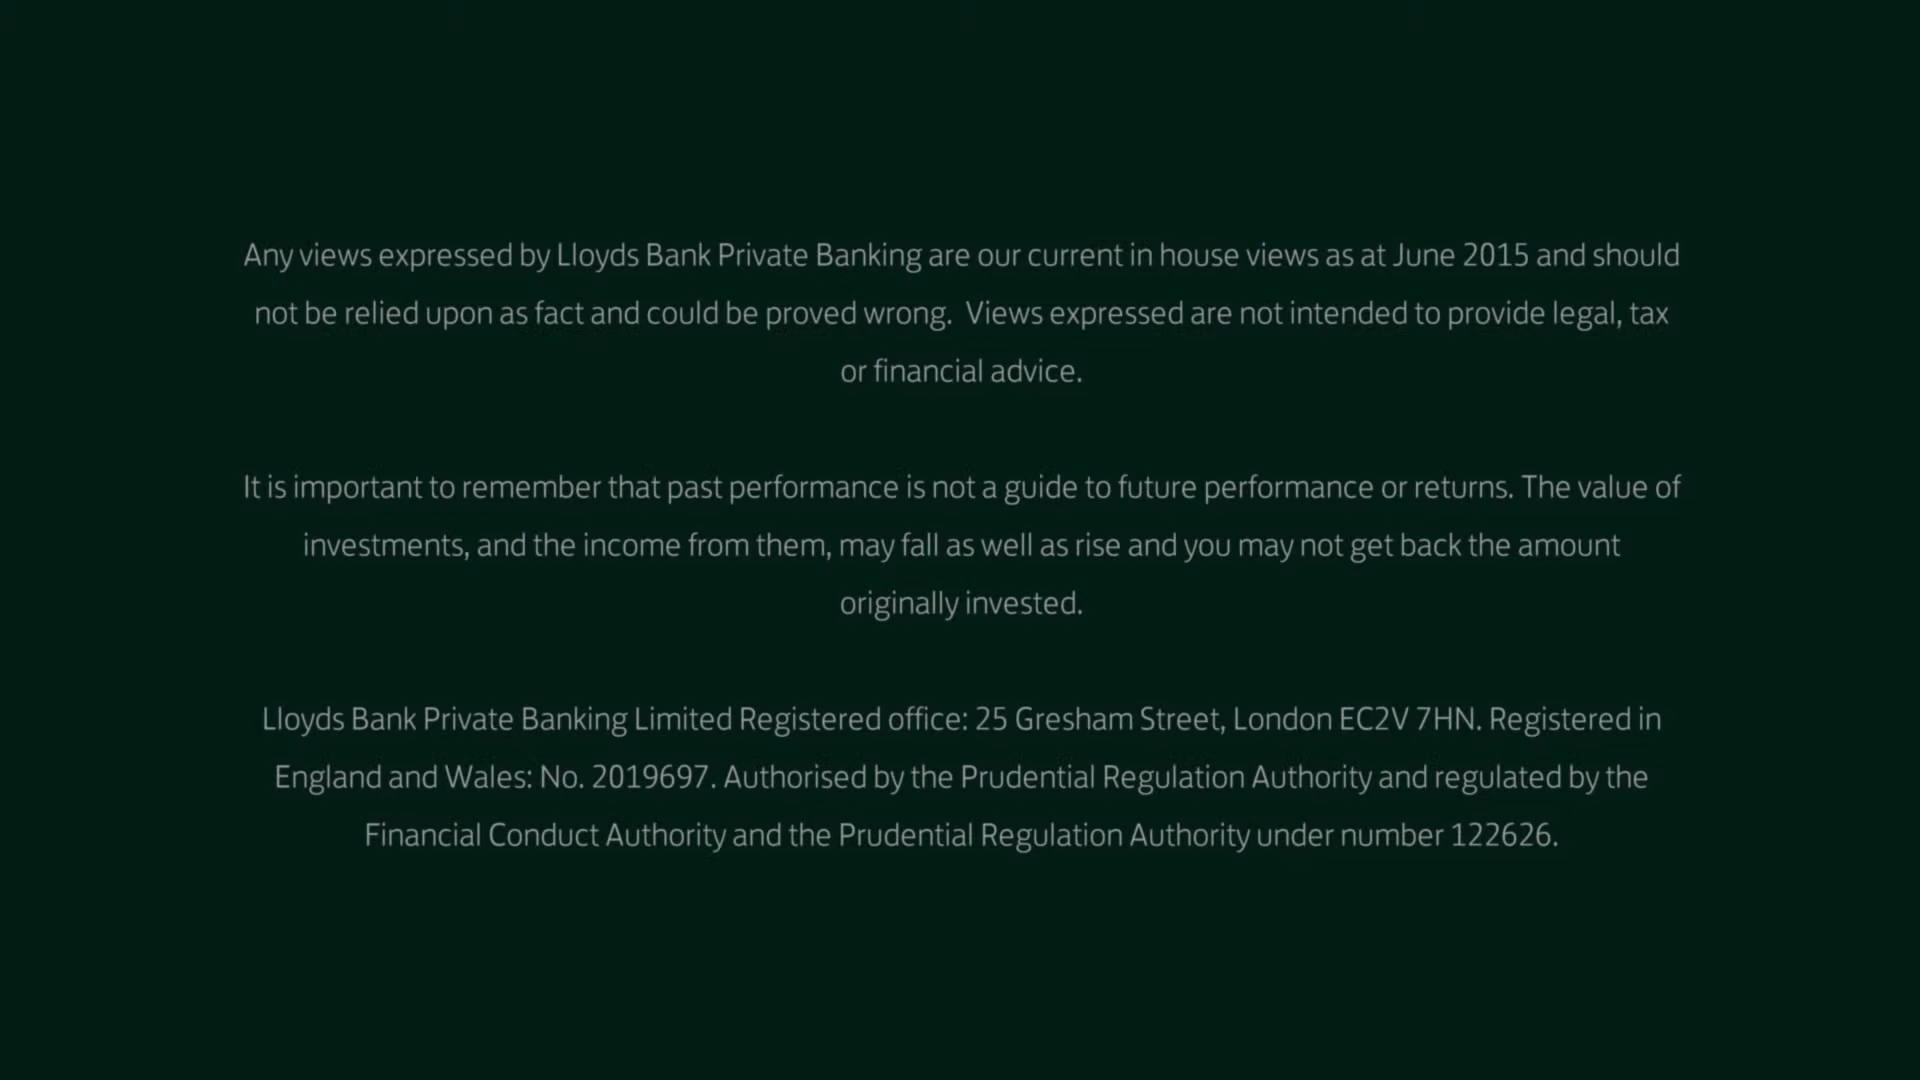 Any views expressed by Lloyds Bank Private Banking are our current in house views as at June 2015 and should
not be relied upon as fact and could be proved wrong.  Views expressed are not intended to provide legal, tax
or financial advice.
It is important to remember that past performance is not a guide to future performance or returns. The value of
investments, and the income from them, may fall as well as rise and you may not get back the amount
originally invested.
Lloyds Bank Private Banking Limited Registered office: 25 Gresham Street, London EC2V 7HN. Registered in
England and Wales: No. 2019697. Authorised by the Prudential Regulation Authority and regulated by the
Financial Conduct Authority and the Prudential Regulation Authority under number 122626.